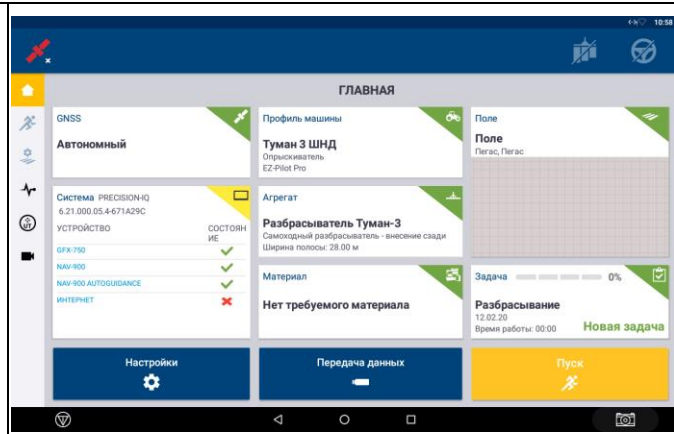 10:58
ГЛАВНАЯ
GNSS
Автономный
Профиль машины
Туман 3 ШНД
Опрыскиватель
EZ-Pilot Pro
Поле
Поле
Пегас, Пегас
Система PRECISION-IQ
6.21.000.05.4-671A29C
УСТРОЙСТВО
СОСТОЯН
ИЕ
GFX-750
NAV-900
NAV-900 AUTOGUIDANCE
ИНТЕРНЕТ
Агрегат
Разбрасыватель Туман-3
Самоходный разбрасыватель - внесение сзади
Ширина полосы: 28.00 м
Материал
Нет требуемого материала
Задача 0%
Разбрасывание
12.02.20
Время работы: 00:00
Новая задача
Настройки
Передача данных
Пуск
UT